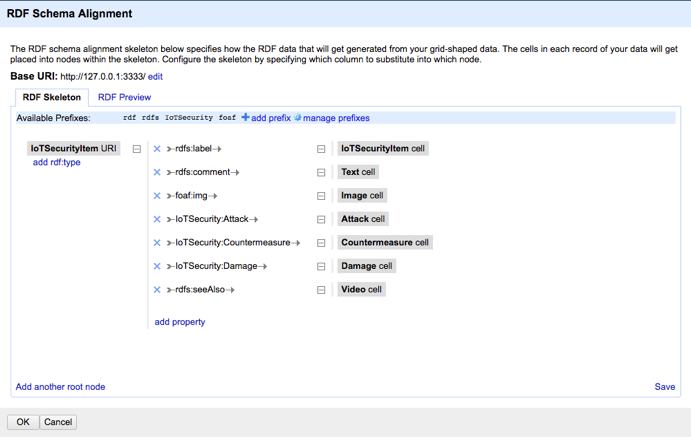 RDF Schema Alignment
The RDF schema alignment skeleton below specifies how the RDF data that will get generated from your grid-shaped data. The cells in each record of your data will get
placed into nodes within the skeleton. Configure the skeleton by specifying which column to substitute into which node.
Base URI: http://127.0.0.1:3333/ edit
RDF Skeleton RDF Preview
Available Prefixes: rdf rdfs IoTSecurity foaf add prefix manage prefixes
IoTSecurityItem URI rdfs:label IoTSecurityItem cell
add rdf:type rdfs:comment Text cell
foaf:img Image cell
IoTSecurity:Attack Attack cell
IoTSecurity:Countermeasure Countermeasure cell
IoTSecurity:Damage Damage cell
rdfs:seeAlso Video cell
add property
Add another root node Save
OK Cancel